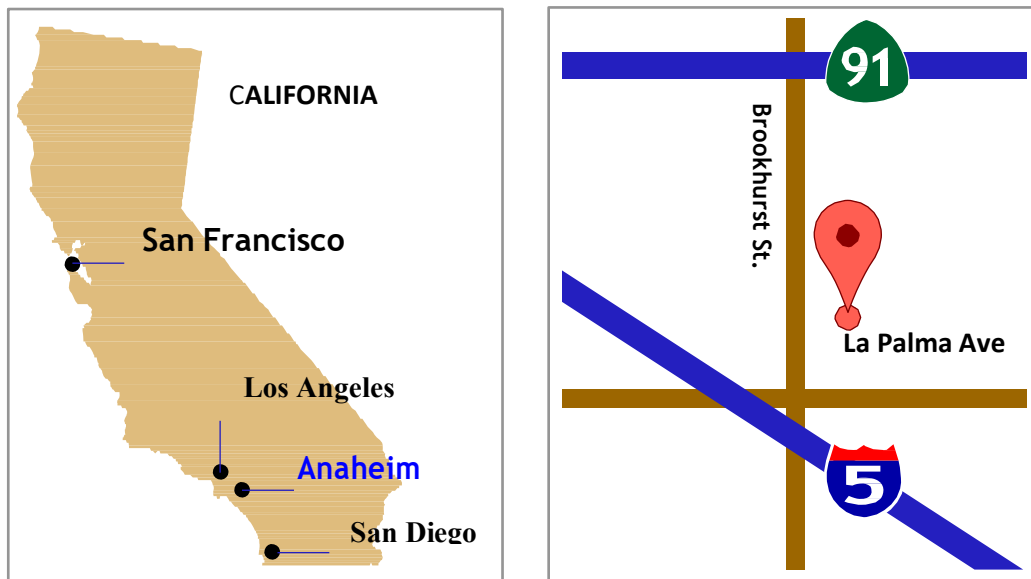 CALIFORNIA
San Francisco
Los Angeles
Anaheim
San Diego
91
Brookhurst St.
La Palma Ave
5